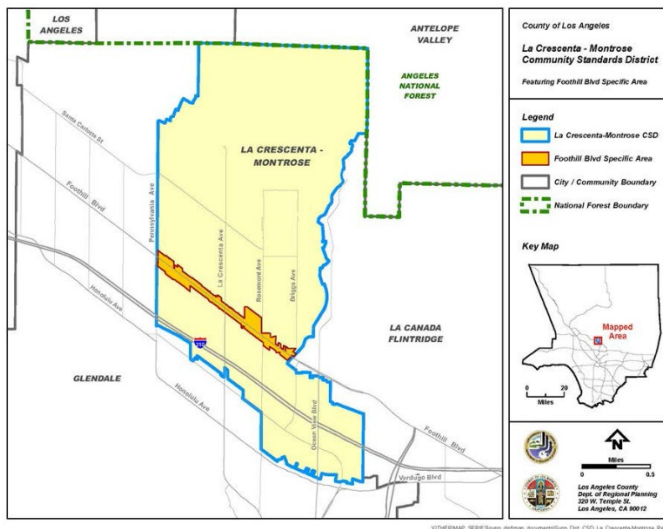 LOS
ANGELES
ANTELOPE
VALLEY
ANGELES
NATIONAL
FOREST
Santa Carlotta St
LA CRESCENTA -
MONTROSE
Foothill Blvd
Pennsylvania Ave
La Crescenta Ave
Rosemont Ave
Briggs Ave
Honolulu Ave
LA CANADA
FLINTRIDGE
210
GLENDALE
Honolulu Ave
Ocean View Blvd
Foothill Blvd
Verdugo Blvd
County of Los Angeles
La Crescenta - Montrose
Community Standards District
Featuring Foothill Blvd Specific Area
Legend
La Crescenta-Montrose CSD
Foothill Blvd Specific Area
City / Community Boundary
National Forest Boundary
Key Map
Mapped
Area
0 20
Miles
N
Miles
0 0.5
Los Angeles County
Dept. of Regional Planning
320 W. Temple St.
Los Angeles, CA 90012